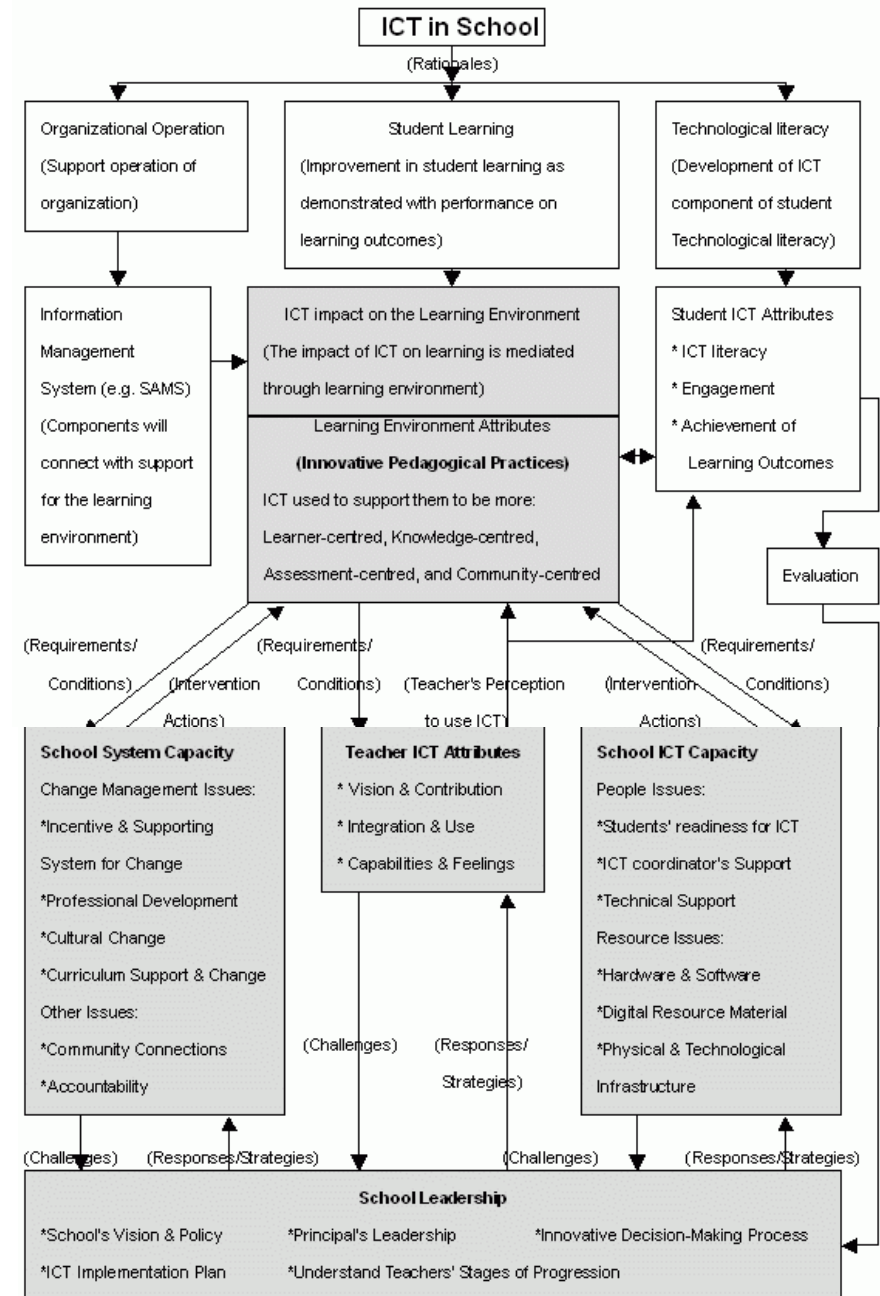 ICT in School
(Rationales)
Organizational Operation
(Support operation of
organization)
Student Learning
(Improvement in student learning as
demonstrated with performance on
learning outcomes)
Technological literacy
(Development of ICT
component of student
Technological literacy)
Information
Management
System (e.g. SAMS)
(Components will
connect with support
for the learning
environment)
ICT impact on the Learning Environment
(The impact of ICT on learning is mediated
through learning environment)
Learning Environment Attributes
(Innovative Pedagogical Practices)
ICT used to support them to be more:
Learner-centred, Knowledge-centred,
Assessment-centred, and Community-centred
Student ICT Attributes
* ICT literacy
* Engagement
* Achievement of
Learning Outcomes
Evaluation
(Requirements/
Conditions)
(Intervention
Actions)
(Requirements/
Conditions)
(Teacher's Perception
to use ICT)
(Intervention
Actions)
(Requirements/
Conditions)
School System Capacity
Change Management Issues:
*Incentive & Supporting
System for Change
*Professional Development
*Cultural Change
*Curriculum Support & Change
Other Issues:
*Community Connections
*Accountability
Teacher ICT Attributes
* Vision & Contribution
* Integration & Use
* Capabilities & Feelings
School ICT Capacity
People Issues:
*Students' readiness for ICT
*ICT coordinator's Support
*Technical Support
Resource Issues:
*Hardware & Software
*Digital Resource Material
*Physical & Technological
Infrastructure
(Challenges)
(Responses/
Strategies)
(Challenges)
(Responses/Strategies)
(Challenges)
(Responses/Strategies)
School Leadership
*School's Vision & Policy
*Principal's Leadership
*Innovative Decision-Making Process
*ICT Implementation Plan
*Understand Teachers' Stages of Progression